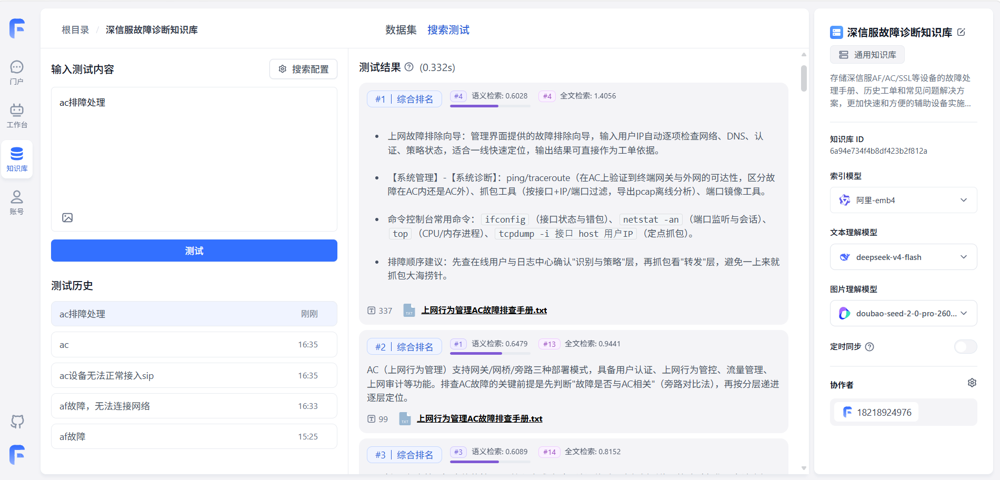 根目录 / 深信服故障诊断知识库
数据集 搜索测试
门户
工作台
知识库
账号
输入测试内容
搜索配置
ac排障处理
测试
测试历史
ac排障处理 刚刚
ac 16:35
ac设备无法正常接入sip 16:35
af故障，无法连接网络 16:33
af故障 15:25
测试结果 (0.332s)
#1 | 综合排名 #4 语义检索: 0.6028 #4 全文检索: 1.4056
• 上网故障排除向导：管理界面提供的故障排除向导，输入用户IP自动逐项检查网络、DNS、认
证、策略状态，适合一线快速定位，输出结果可直接作为工单依据。
• 【系统管理】-【系统诊断】：ping/traceroute（在AC上验证到终端网关与外网的可达性，区分故
障在AC内还是AC外）、抓包工具（按接口+IP/端口过滤，导出pcap离线分析）、端口镜像工具。
• 命令控制台常用命令： ifconfig （接口状态与错包）、 netstat -an （端口监听与会话）、
top （CPU/内存进程）、 tcpdump -i 接口 host 用户IP （定点抓包）。
• 排障顺序建议：先查在线用户与日志中心确认"识别与策略"层，再抓包看"转发"层，避免一上来就
抓包大海捞针。
337 TXT 上网行为管理AC故障排查手册.txt
#2 | 综合排名 #1 语义检索: 0.6479 #13 全文检索: 0.9441
AC（上网行为管理）支持网关/网桥/旁路三种部署模式，具备用户认证、上网行为管控、流量管理、
上网审计等功能。排查AC故障的关键前提是先判断"故障是否与AC相关"（旁路对比法），再按分层递进
逐层定位。
99 TXT 上网行为管理AC故障排查手册.txt
#3 | 综合排名 #3 语义检索: 0.6089 #14 全文检索: 0.8152
深信服故障诊断知识库
通用知识库
存储深信服AF/AC/SSL等设备的故障处
理手册、历史工单和常见问题解决方
案，更加快速和方便的辅助设备实施...
知识库 ID
6a94e734f4b8df423b2f812a
索引模型
阿里-emb4
文本理解模型
deepseek-v4-flash
图片理解模型
doubao-seed-2-0-pro-260...
定时同步
协作者
18218924976